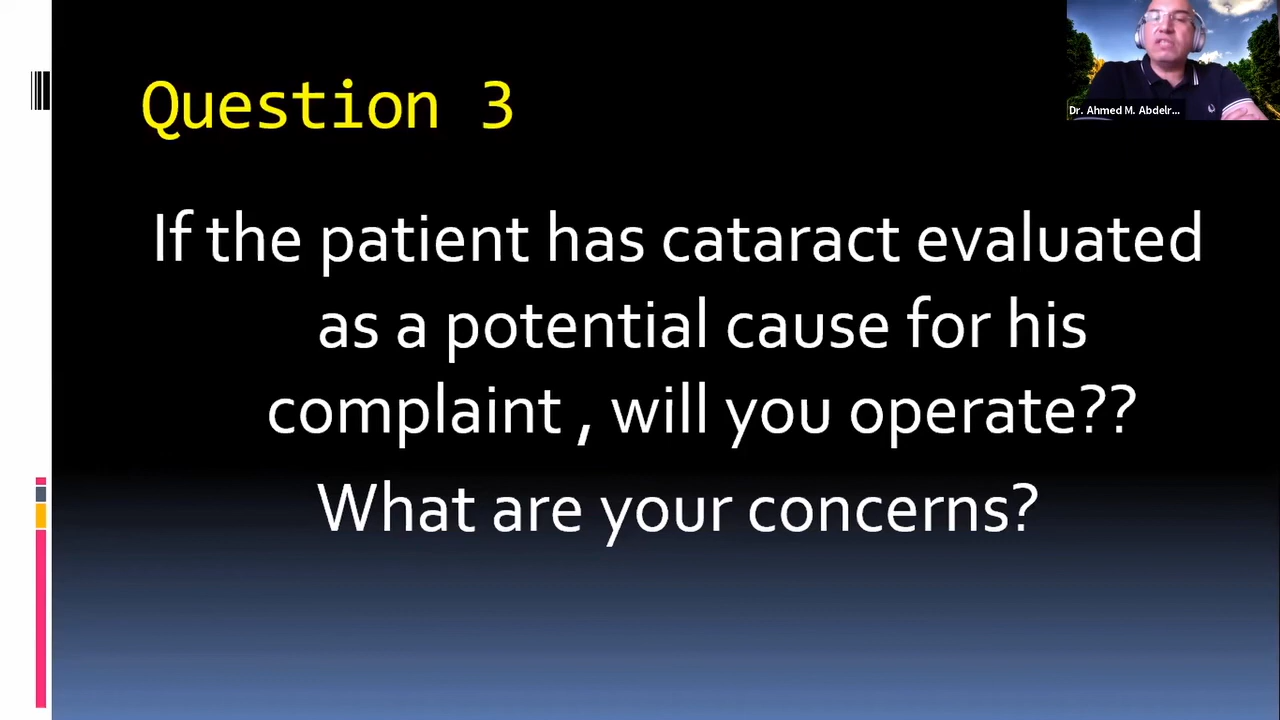 Question 3
If the patient has cataract evaluated
as a potential cause for his
complaint , will you operate??
What are your concerns?
Dr. Ahmed M. Abdelr...